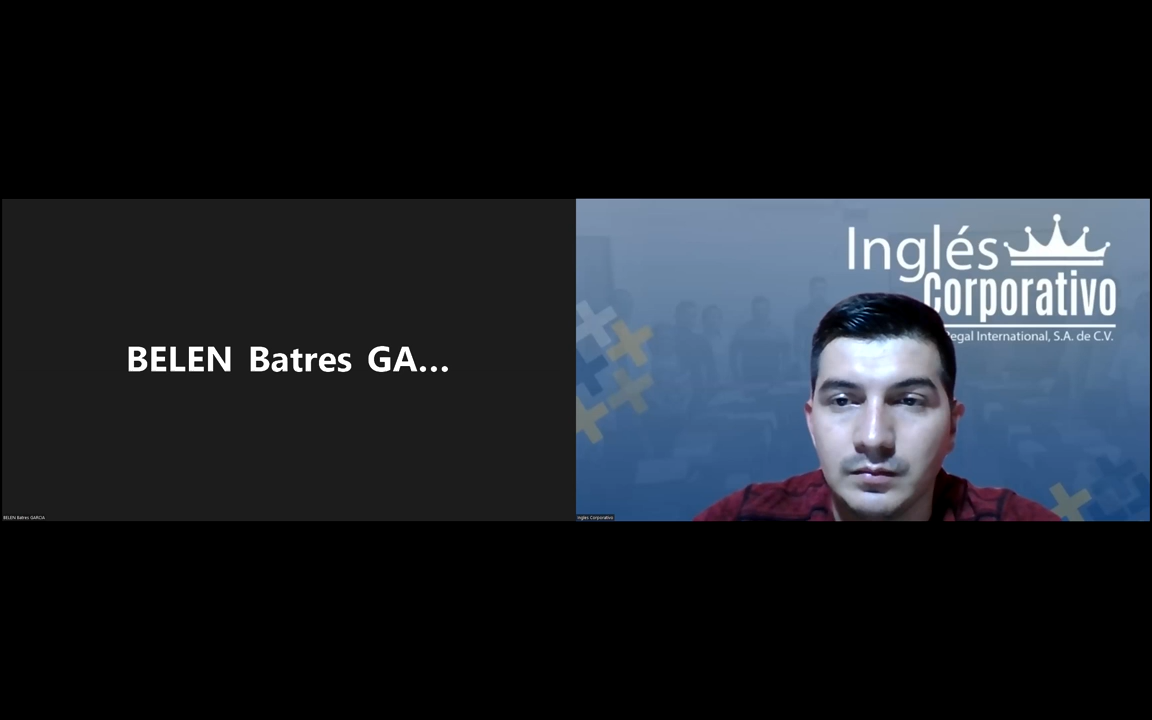 BELEN Batres GA...
BELEN Batres GARCIA
Inglés
Corporativo
Regal International, S.A. de C.V.
Ingles Corporativo